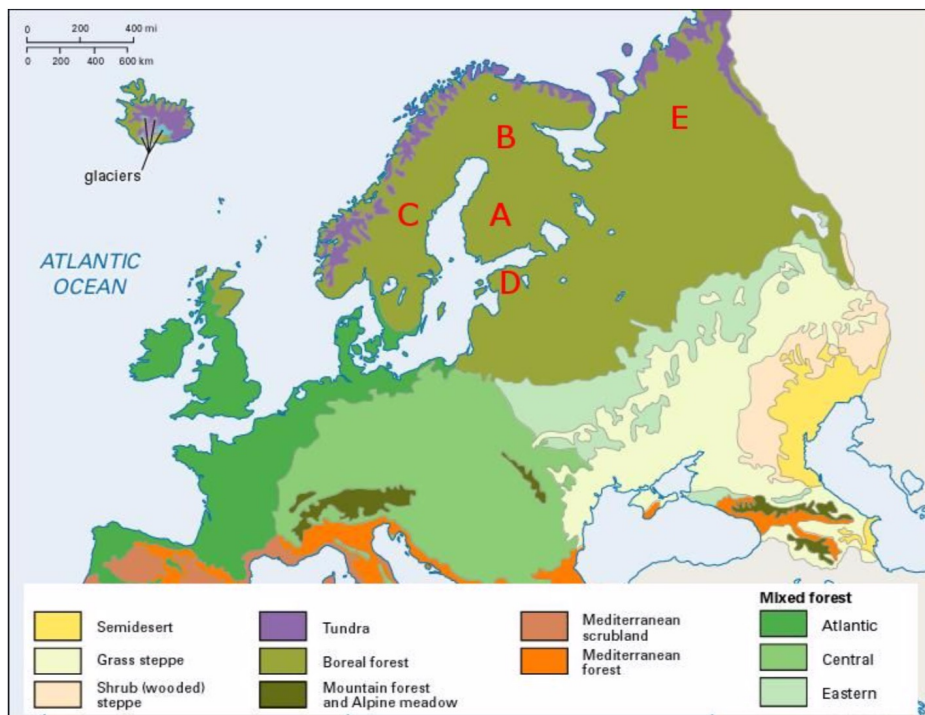 0 200 400 mi
0 200 400 600 km
glaciers
ATLANTIC
OCEAN
A
B
C
D
E
Semidesert
Grass steppe
Shrub (wooded)
steppe
Tundra
Boreal forest
Mountain forest
and Alpine meadow
Mediterranean
scrubland
Mediterranean
forest
Mixed forest
Atlantic
Central
Eastern